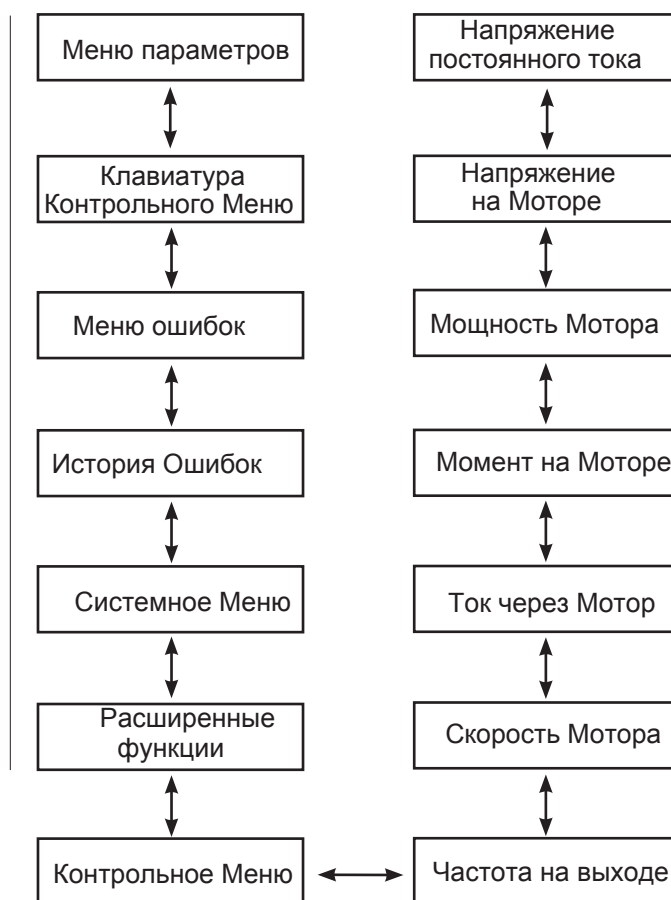 Меню параметров
Клавиатура
Контрольного Меню
Меню ошибок
История Ошибок
Системное Меню
Расширенные
функции
Контрольное Меню
Напряжение
постоянного тока
Напряжение
на Моторе
Мощность Мотора
Момент на Моторе
Ток через Мотор
Скорость Мотора
Частота на выходе